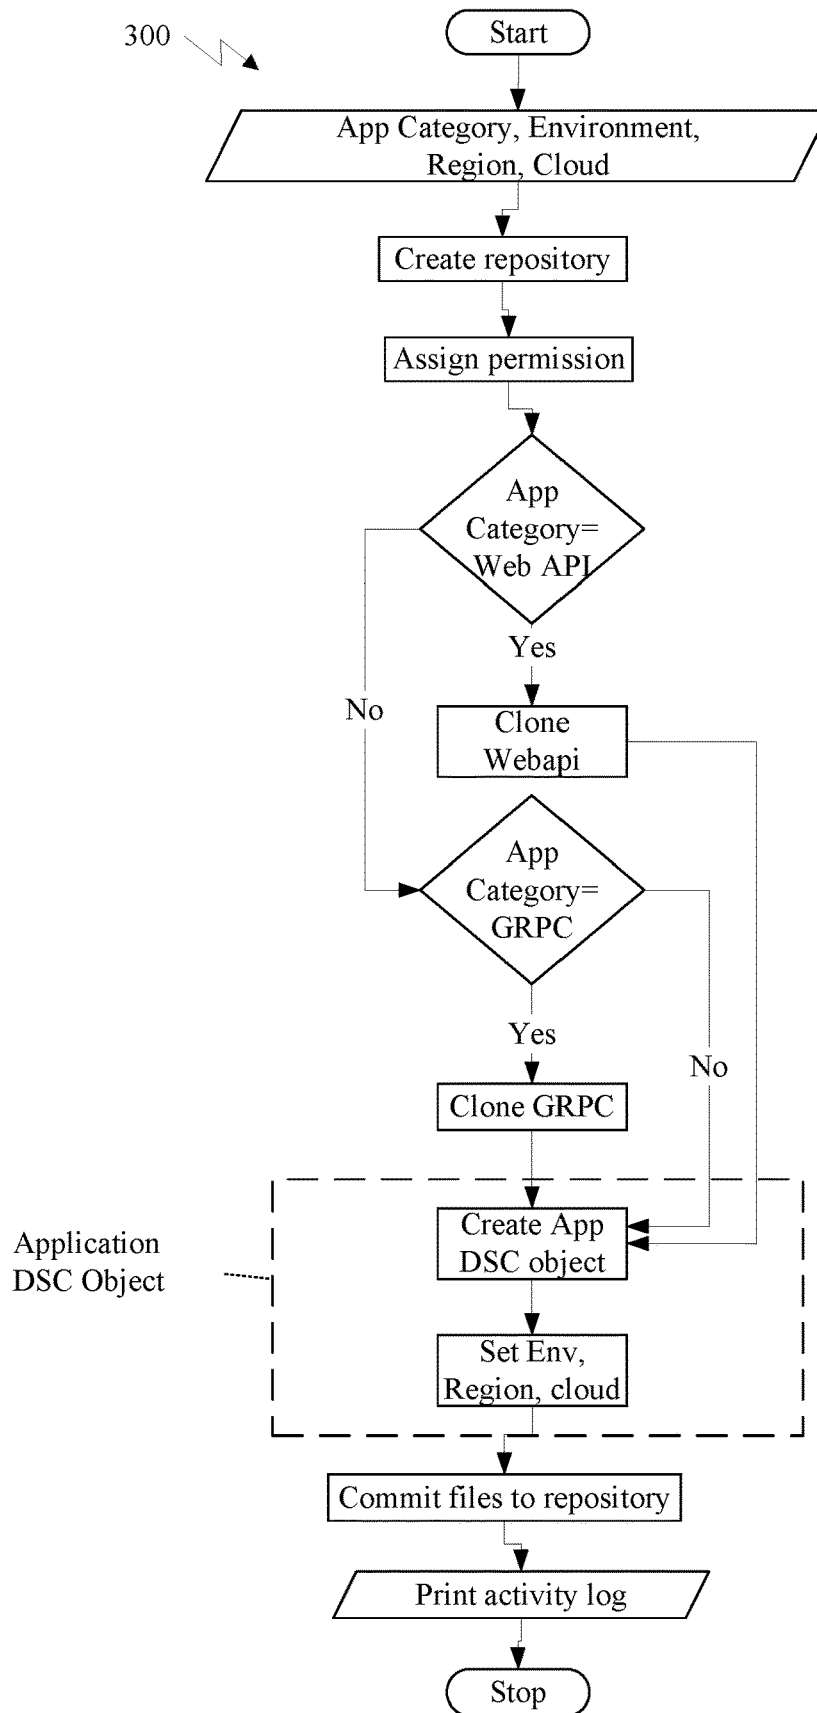 300
Start
App Category, Environment,
Region, Cloud
Create repository
Assign permission
App
Category=
Web API
Yes
No
Clone
Webapi
App
Category=
GRPC
Yes
No
Clone GRPC
Create App
DSC object
Application
DSC Object
Set Env,
Region, cloud
Commit files to repository
Print activity log
Stop